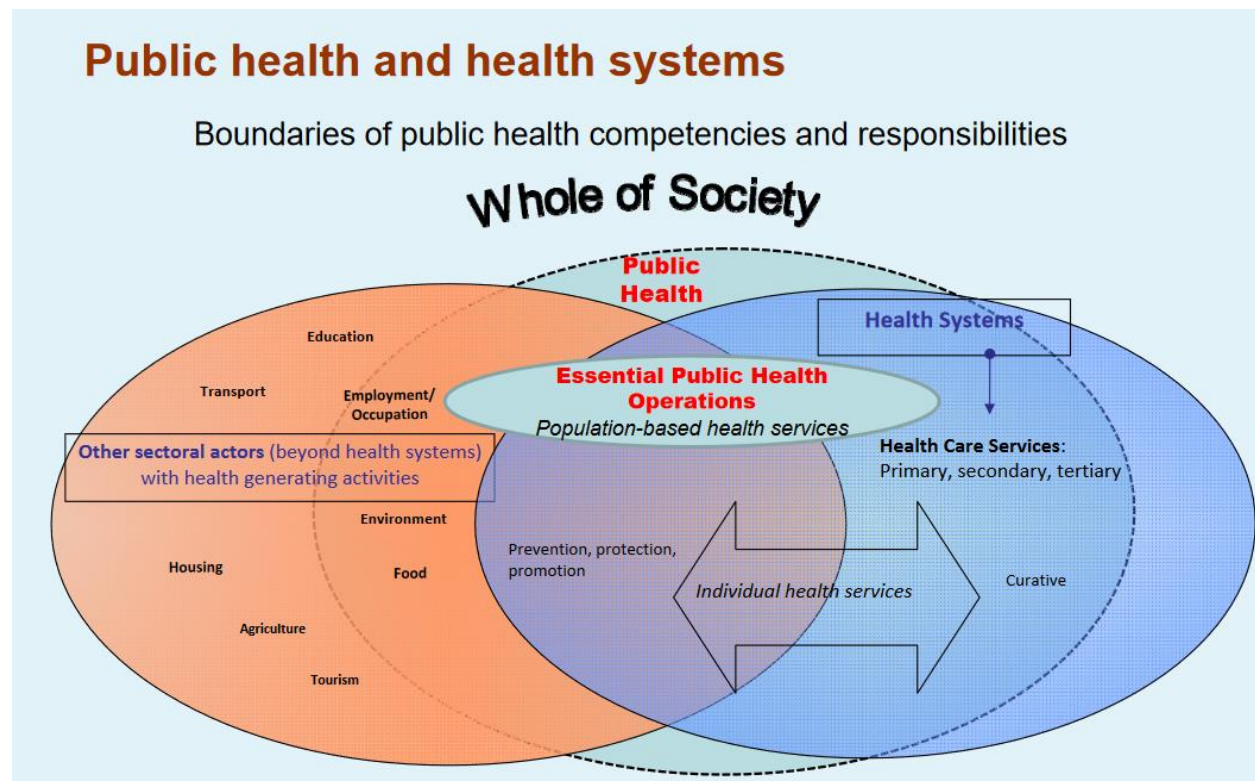 Public health and health systems
Boundaries of public health competencies and responsibilities
Whole of Society
Public
Health
Health Systems
Education
Essential Public Health
Operations
Population-based health services
Transport
Employment/
Occupation
Other sectoral actors (beyond health systems)
with health generating activities
Health Care Services:
Primary, secondary, tertiary
Environment
Prevention, protection,
promotion
Housing
Food
Individual health services
Curative
Agriculture
Tourism